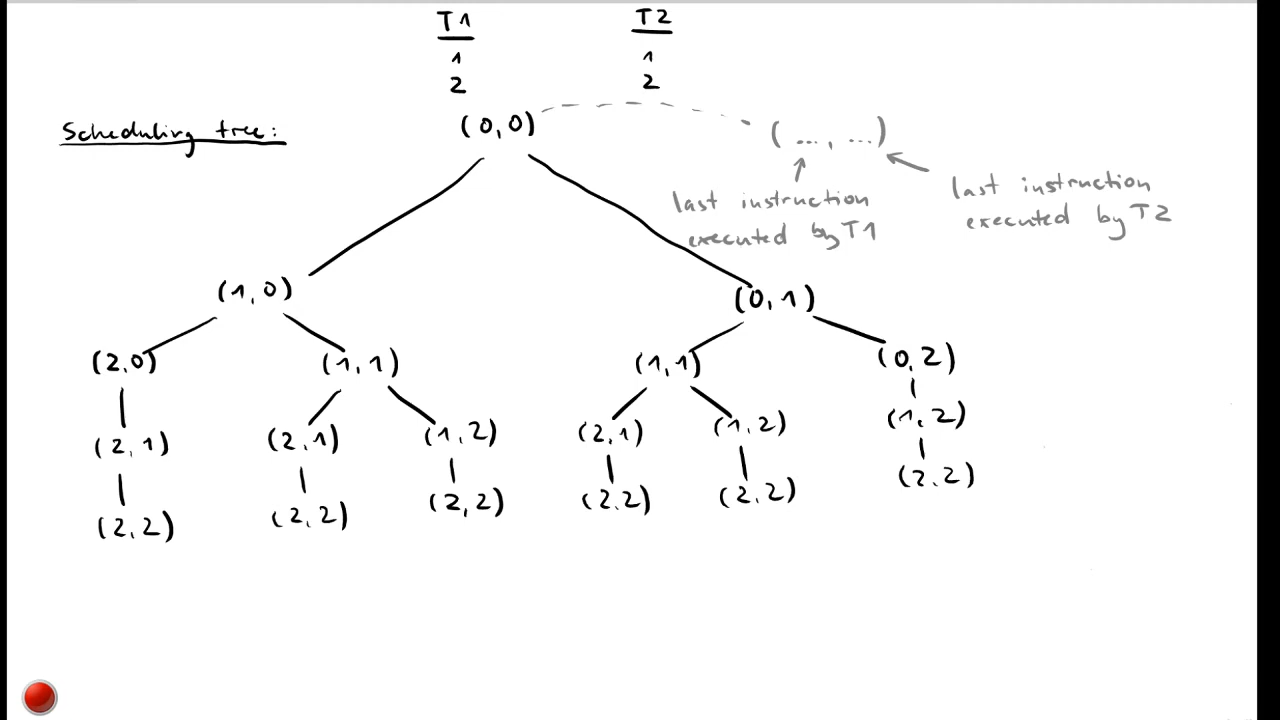 T1 T2
1 1
2 2
Scheduling tree: (0,0) (..., ...)
last instruction executed by T1
last instruction executed by T2
(1,0) (0,1)
(2,0) (1,1) (1,1) (0,2)
(2,1) (2,1) (1,2) (2,1) (1,2) (1,2)
(2,2) (2,2) (2,2) (2,2) (2,2) (2,2)